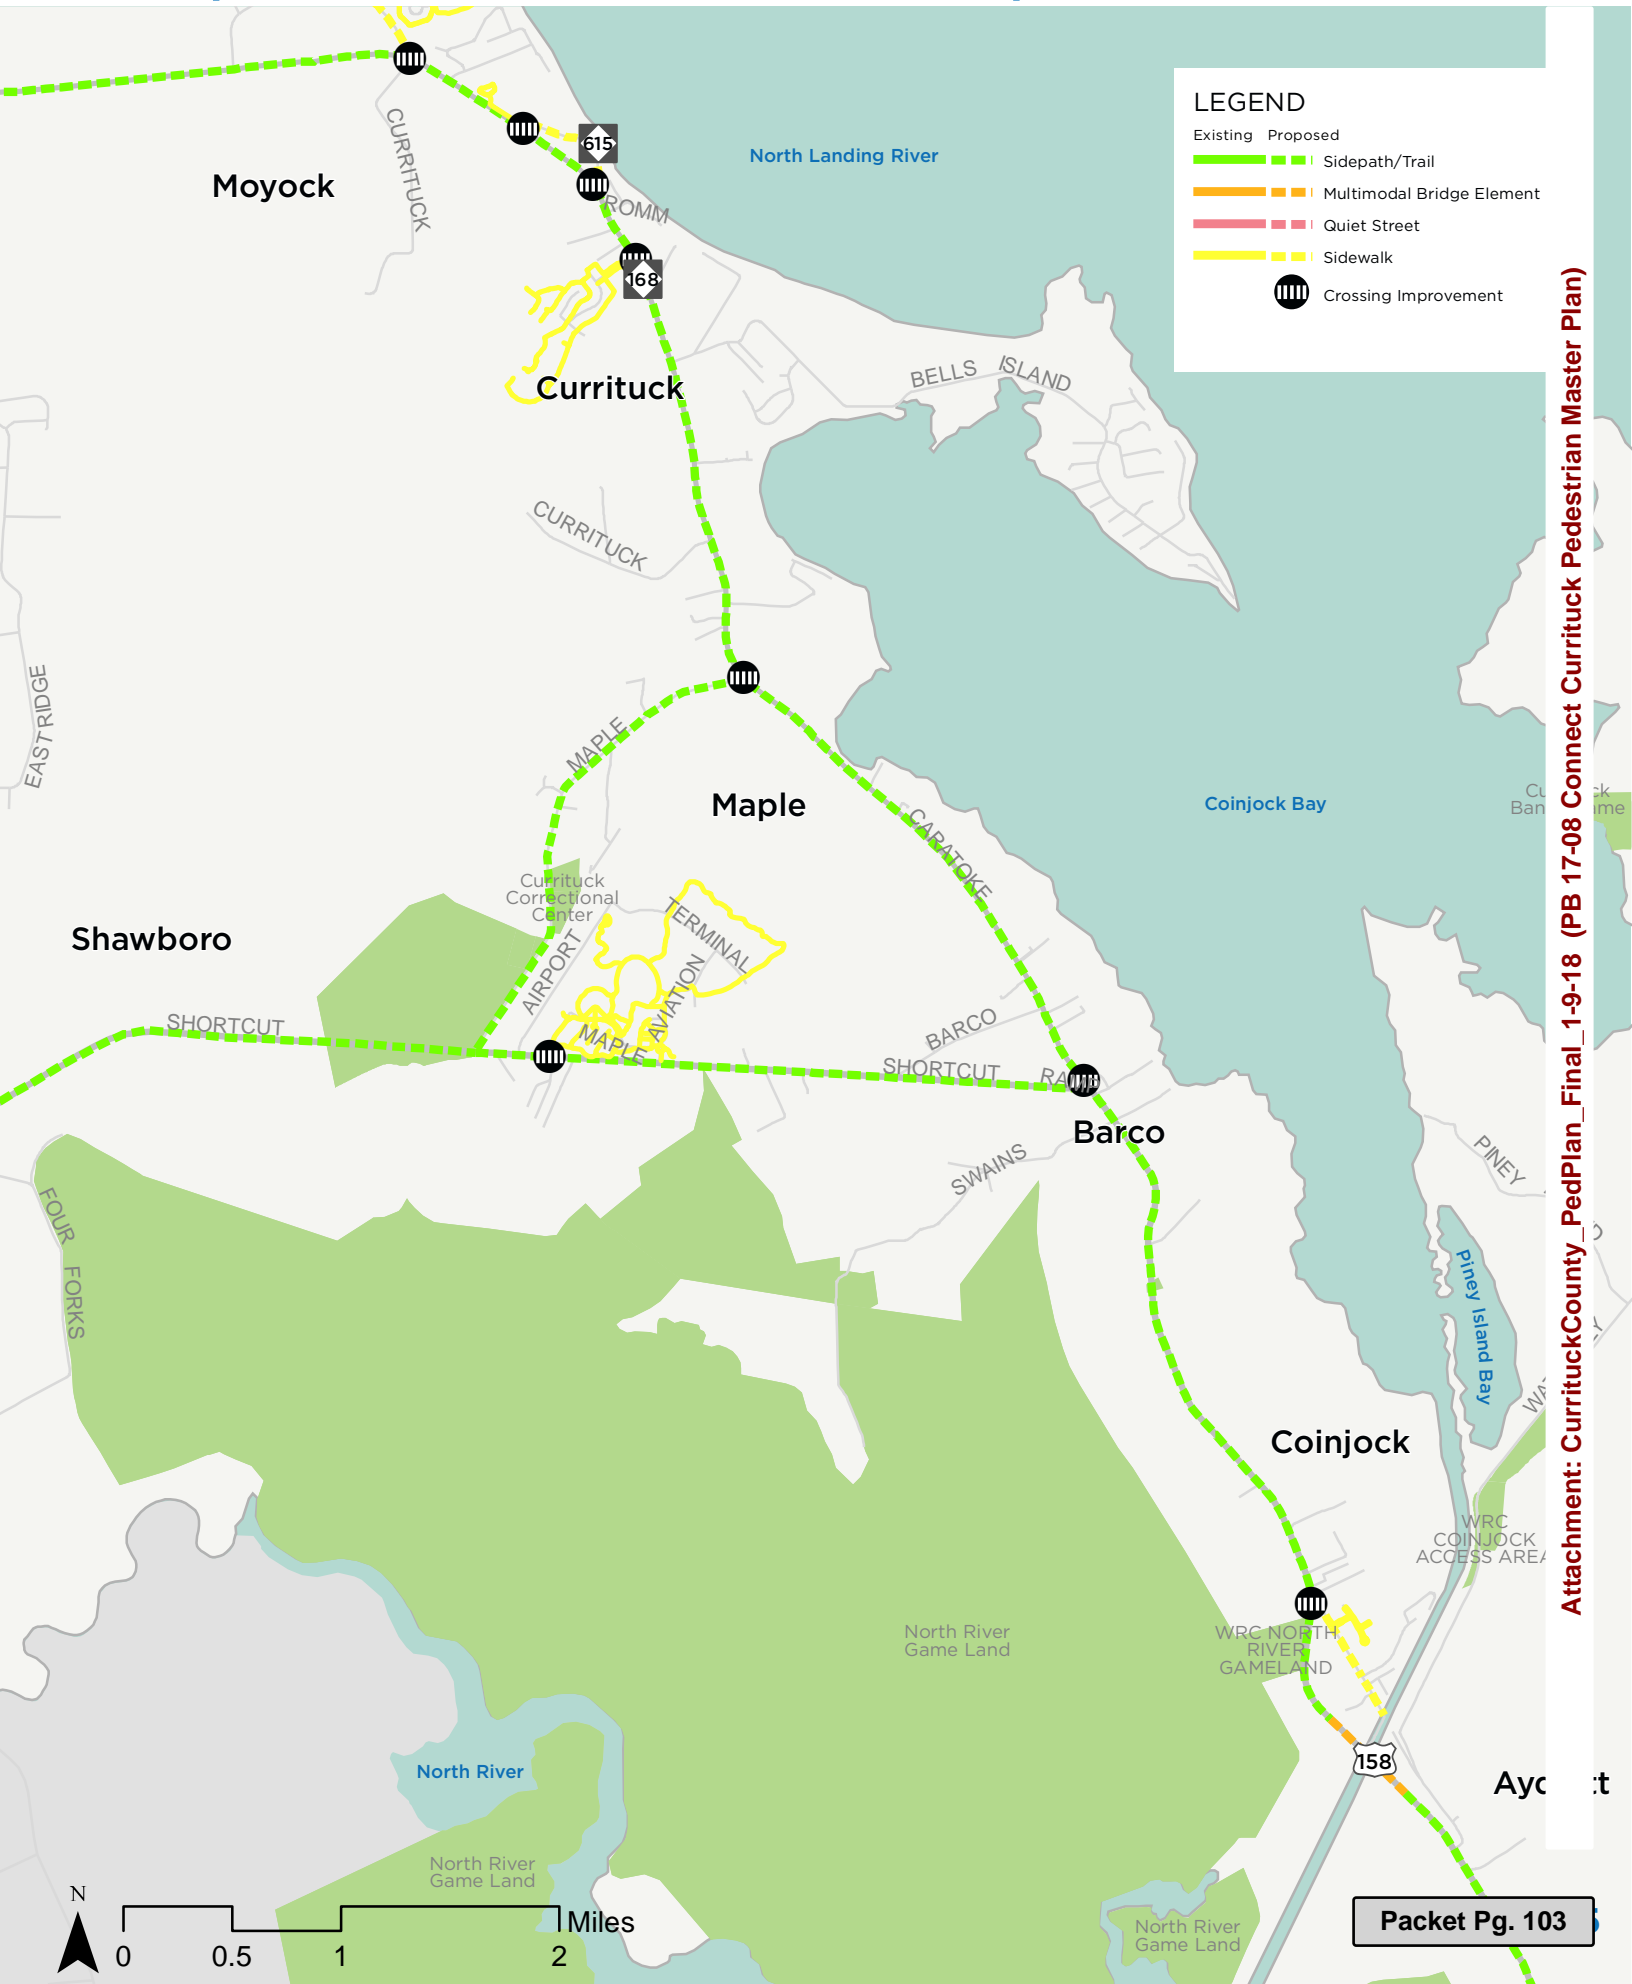 LEGEND
Existing Proposed
Sidepath/Trail
Multimodal Bridge Element
Quiet Street
Sidewalk
Crossing Improvement
615
North Landing River
CURRITUCK
Moyock
ROMM
168
BELLS ISLAND
Currituck
CURRITUCK
EASTRIDGE
MAPLE
Maple
CARATOKE
Coinjock Bay
Currituck
Correctional
Center
TERMINAL
Shawboro
AIRPORT
AVIATION
SHORTCUT
MAPLE
BARCO
SHORTCUT
RAMP
Barco
SWAINS
PINEY
FOUR FORKS
Piney Island Bay
Coinjock
WRC
COINJOCK
ACCESS AREA
North River
Game Land
WRC NORTH
RIVER
GAMELAND
158
North River
North River
Game Land
North River
Game Land
N
Miles
0 0.5 1 2
Attachment: CurrituckCounty_PedPlan_Final_1-9-18 (PB 17-08 Connect Currituck Pedestrian Master Plan)
Packet Pg. 103